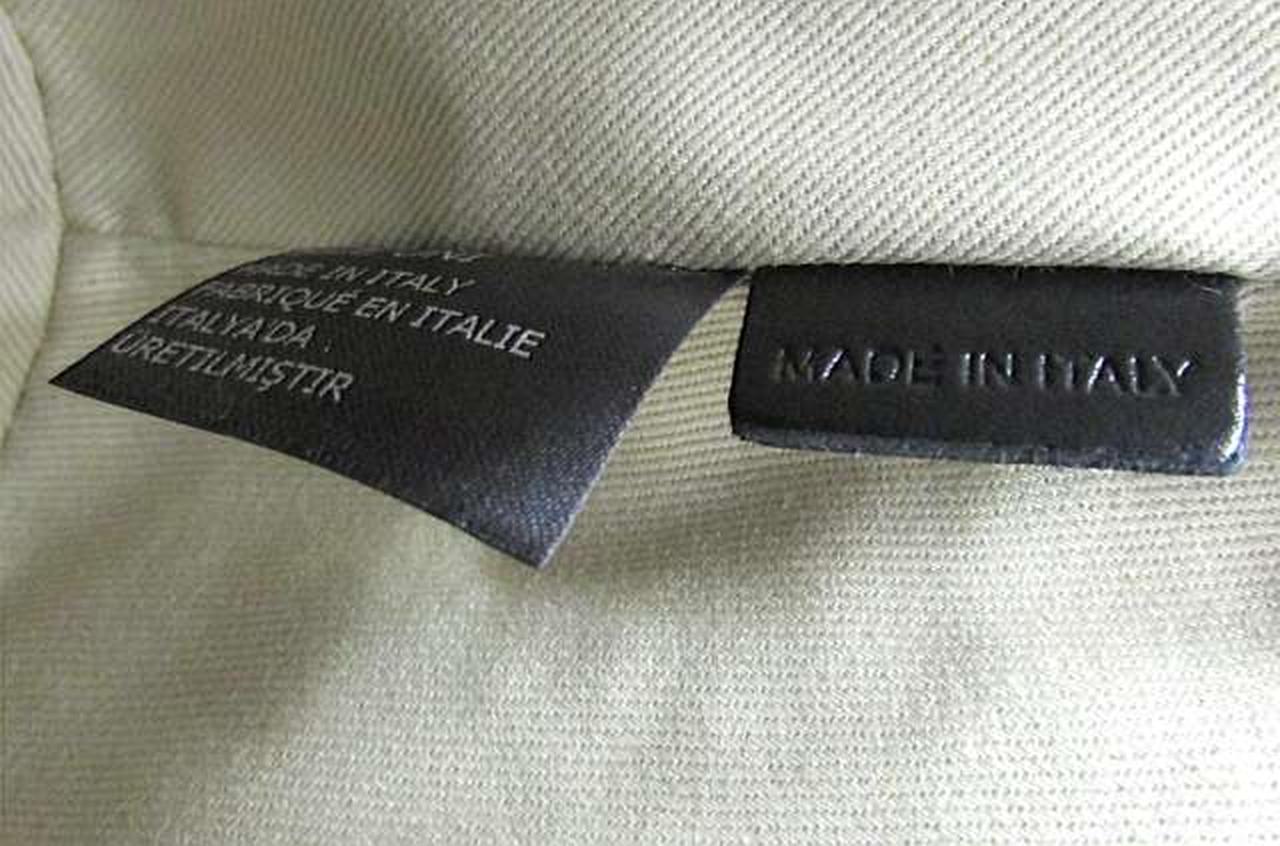 MADE IN ITALY
FABRIQUÉ EN ITALIE
ITALYA'DA
ÜRETILMIŞTIR
MADE IN ITALY